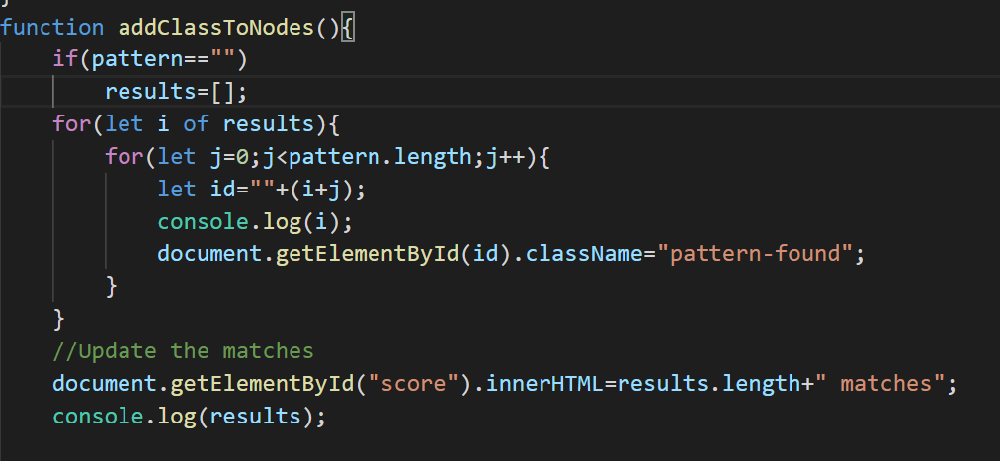 }
function addClassToNodes(){
    if(pattern=="")
        results=[];
    for(let i of results){
        for(let j=0;j<pattern.length;j++){
            let id=""+(i+j);
            console.log(i);
            document.getElementById(id).className="pattern-found";
        }
    }
    //Update the matches
    document.getElementById("score").innerHTML=results.length+" matches";
    console.log(results);